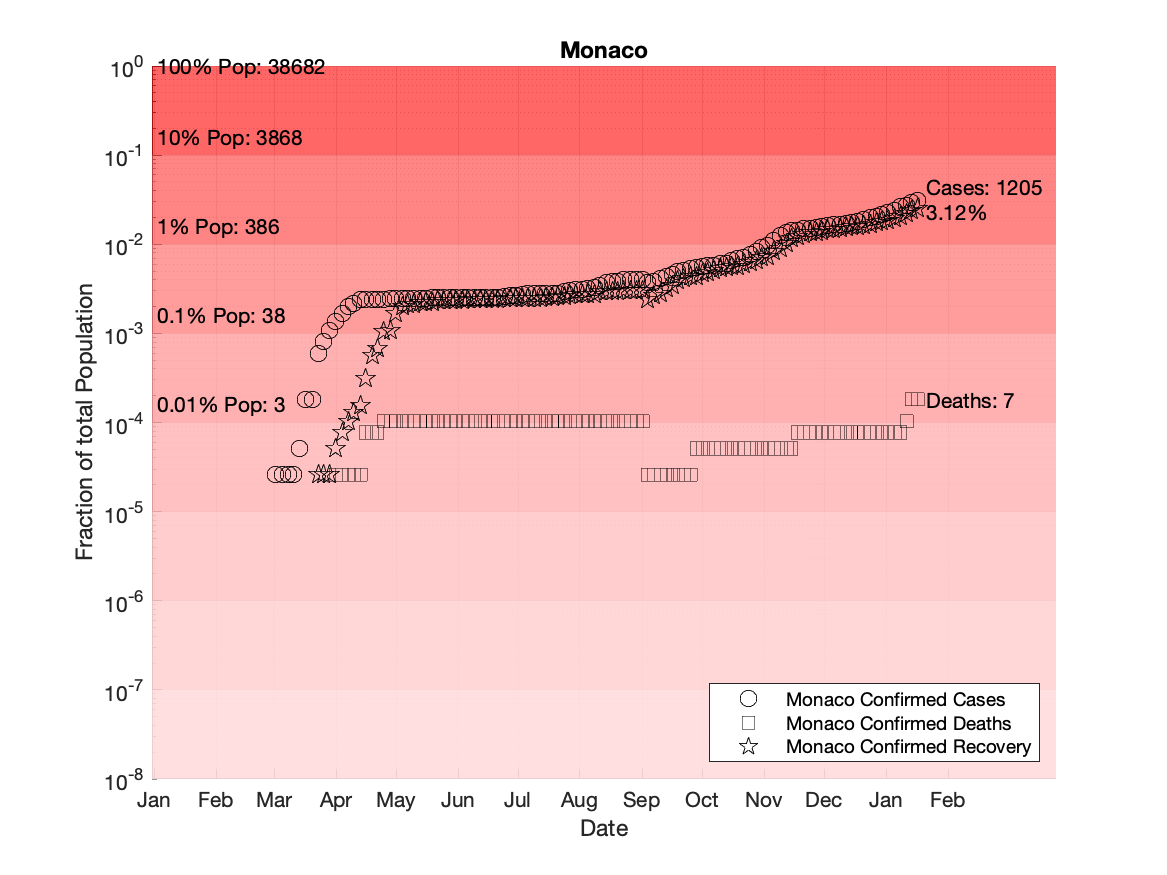 Monaco
10^0
100% Pop: 38682
10% Pop: 3868
10^-1
Cases: 1205
3.12%
1% Pop: 386
10^-2
0.1% Pop: 38
10^-3
0.01% Pop: 3
Deaths: 7
10^-4
10^-5
10^-6
10^-7
10^-8
Fraction of total Population
Monaco Confirmed Cases
Monaco Confirmed Deaths
Monaco Confirmed Recovery
Jan Feb Mar Apr May Jun Jul Aug Sep Oct Nov Dec Jan Feb
Date